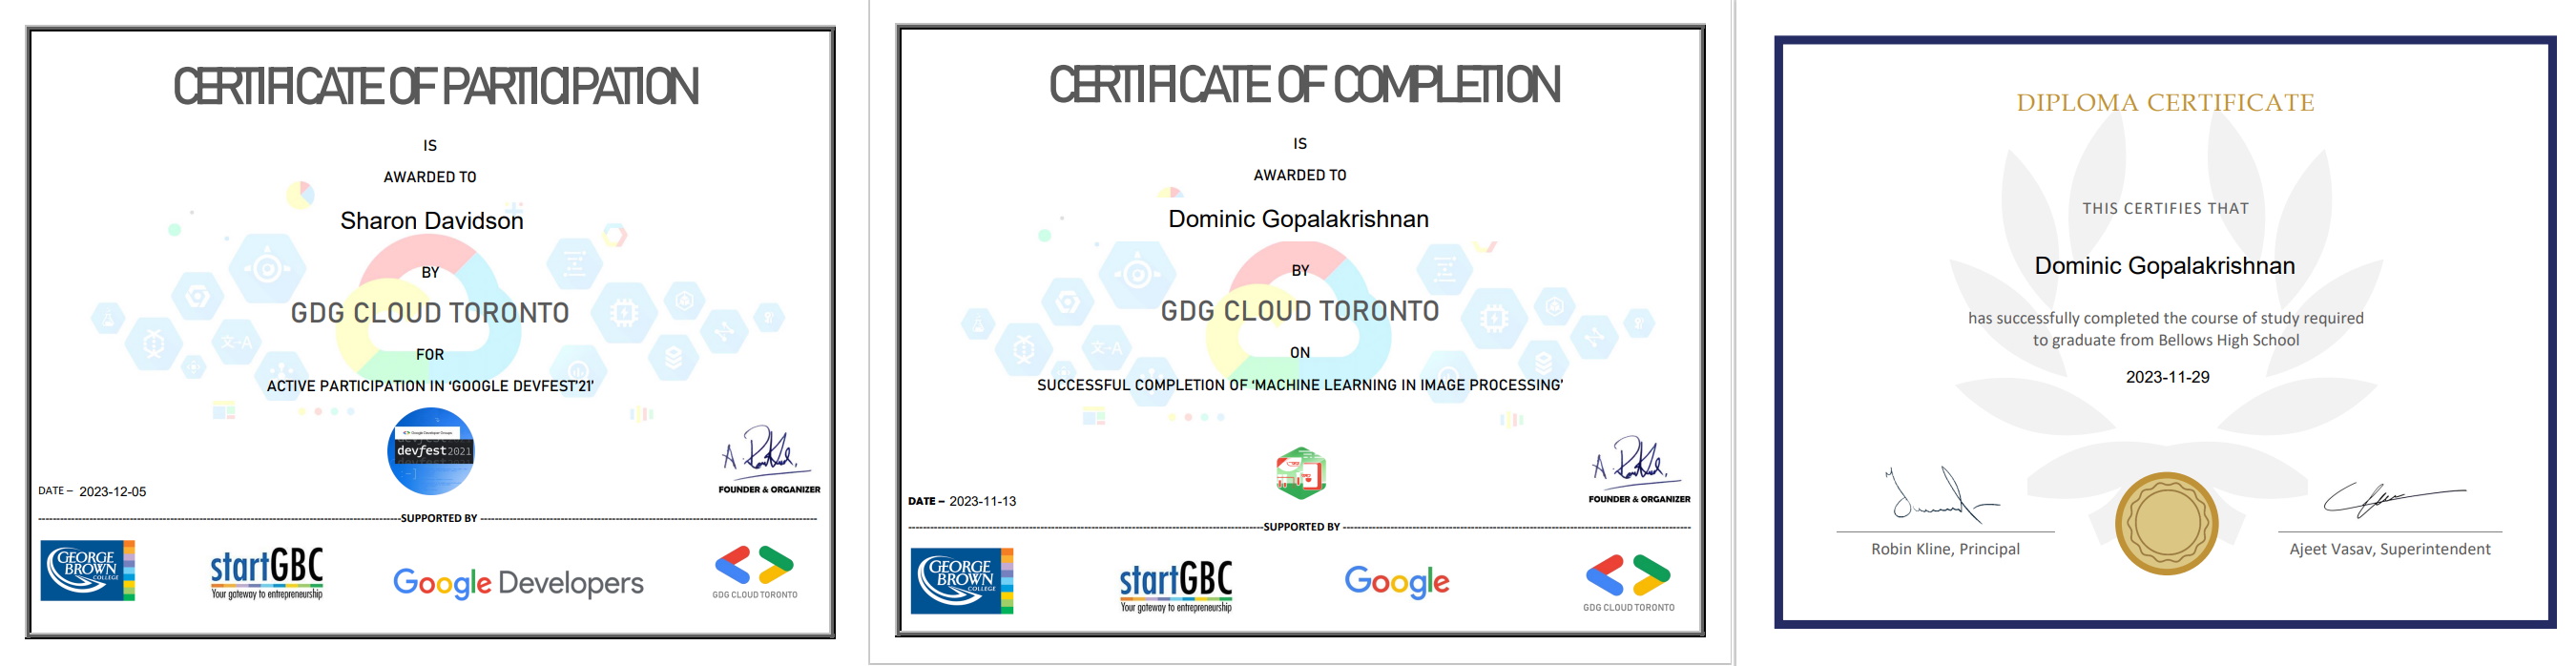 CERTIFICATE OF PARTICIPATION
IS
AWARDED TO
Sharon Davidson
BY
GDG CLOUD TORONTO
FOR
ACTIVE PARTICIPATION IN ‘GOOGLE DEVFEST’21’
Google Developer Groups
devfest 2021
DATE – 2023-12-05
FOUNDER & ORGANIZER
SUPPORTED BY
GEORGE BROWN COLLEGE
startGBC
Your gateway to entrepreneurship
Google Developers
GDG CLOUD TORONTO
CERTIFICATE OF COMPLETION
IS
AWARDED TO
Dominic Gopalakrishnan
BY
GDG CLOUD TORONTO
ON
SUCCESSFUL COMPLETION OF ‘MACHINE LEARNING IN IMAGE PROCESSING’
DATE – 2023-11-13
FOUNDER & ORGANIZER
SUPPORTED BY
GEORGE BROWN COLLEGE
startGBC
Your gateway to entrepreneurship
Google
GDG CLOUD TORONTO
DIPLOMA CERTIFICATE
THIS CERTIFIES THAT
Dominic Gopalakrishnan
has successfully completed the course of study required
to graduate from Bellows High School
2023-11-29
Robin Kline, Principal
Ajeet Vasav, Superintendent